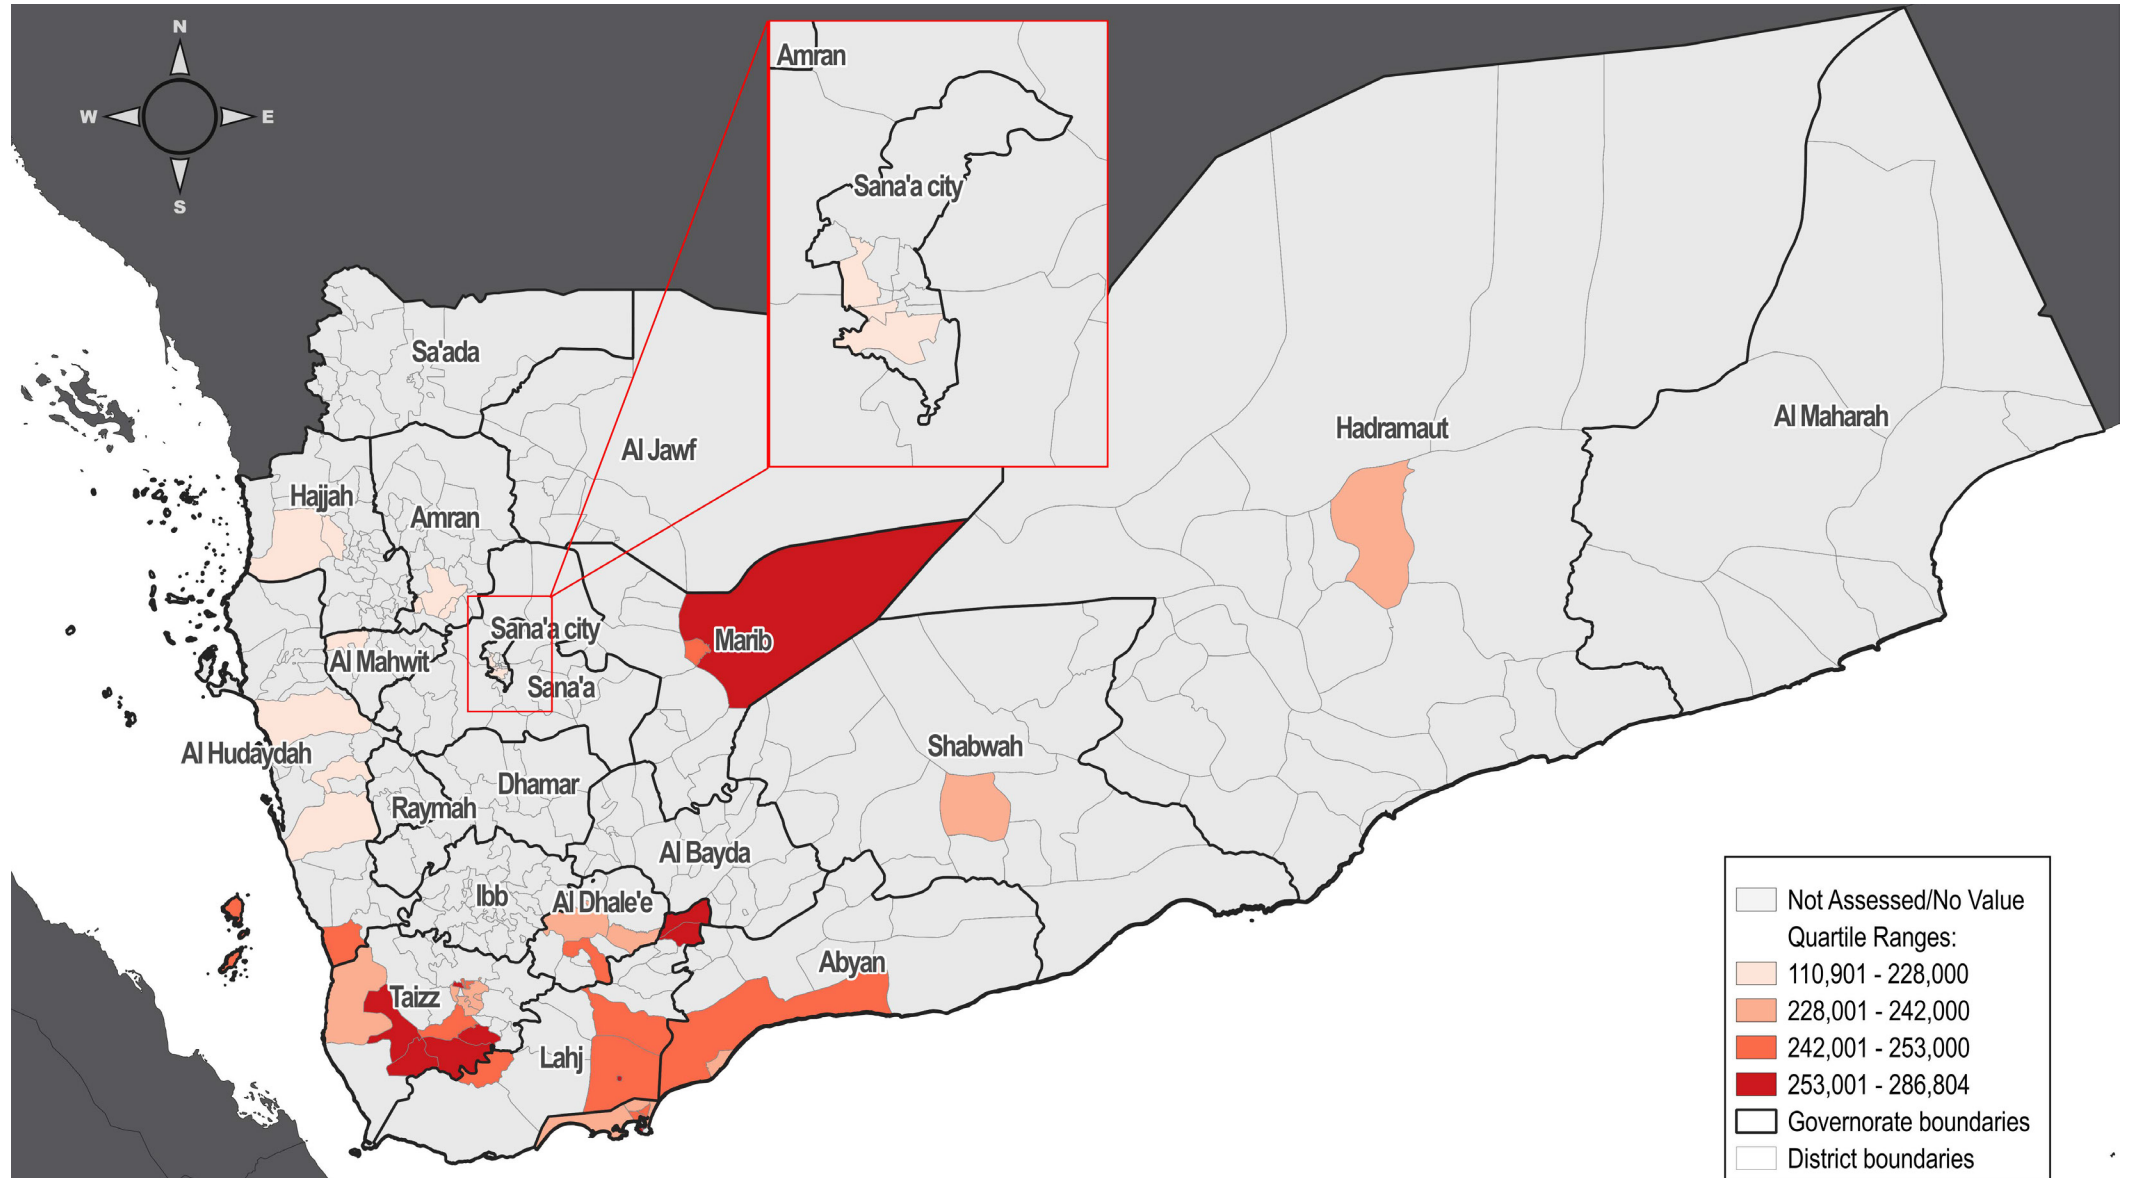 N
W
E
S
Amran
Sana'a city
Sa'ada
Al Jawf
Hadramaut
Al Maharah
Hajjah
Amran
Sana'a city
Marib
Al Mahwit
Sana'a
Al Hudaydah
Shabwah
Dhamar
Raymah
Al Bayda
Ibb
Al Dhale'e
Abyan
Taizz
Lahj
Not Assessed/No Value
Quartile Ranges:
110,901 - 228,000
228,001 - 242,000
242,001 - 253,000
253,001 - 286,804
Governorate boundaries
District boundaries